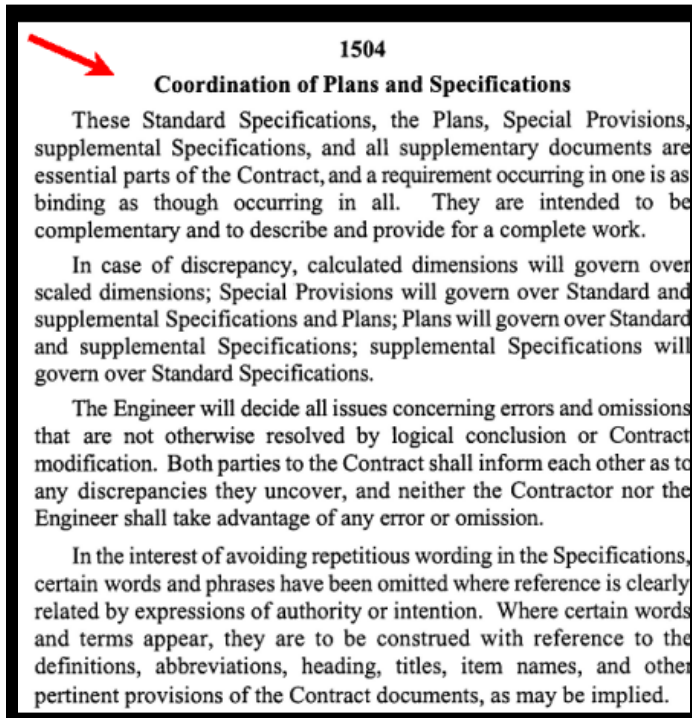 1504
Coordination of Plans and Specifications
These Standard Specifications, the Plans, Special Provisions,
supplemental Specifications, and all supplementary documents are
essential parts of the Contract, and a requirement occurring in one is as
binding as though occurring in all. They are intended to be
complementary and to describe and provide for a complete work.
In case of discrepancy, calculated dimensions will govern over
scaled dimensions; Special Provisions will govern over Standard and
supplemental Specifications and Plans; Plans will govern over Standard
and supplemental Specifications; supplemental Specifications will
govern over Standard Specifications.
The Engineer will decide all issues concerning errors and omissions
that are not otherwise resolved by logical conclusion or Contract
modification. Both parties to the Contract shall inform each other as to
any discrepancies they uncover, and neither the Contractor nor the
Engineer shall take advantage of any error or omission.
In the interest of avoiding repetitious wording in the Specifications,
certain words and phrases have been omitted where reference is clearly
related by expressions of authority or intention. Where certain words
and terms appear, they are to be construed with reference to the
definitions, abbreviations, heading, titles, item names, and other
pertinent provisions of the Contract documents, as may be implied.